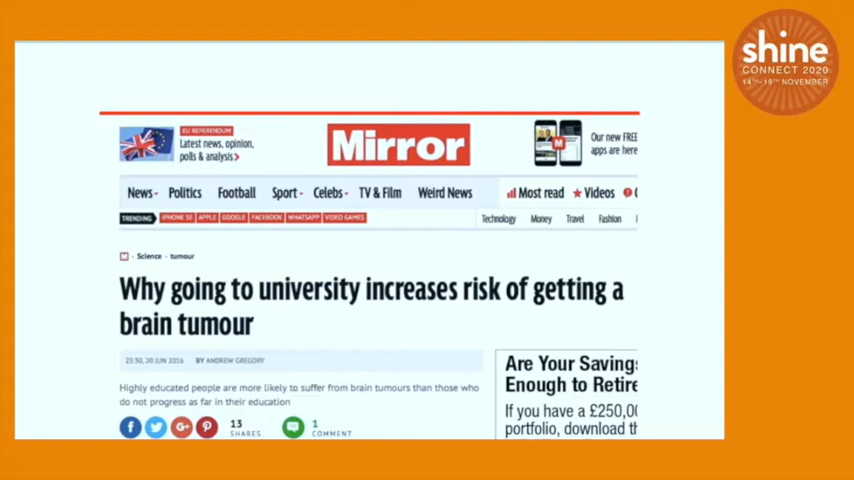 shine
CONNECT 2020
14TH-19TH NOVEMBER
EU REFERENDUM
Latest news, opinion,
polls & analysis
Mirror
M
Our new FREE
apps are here
News Politics Football Sport Celebs TV & Film Weird News Most read Videos
TRENDING IPHONE SE APPLE GOOGLE FACEBOOK WHATSAPP VIDEO GAMES Technology Money Travel Fashion
M Science tumour
Why going to university increases risk of getting a
brain tumour
23:30, 20 JUN 2016 BY ANDREW GREGORY
Highly educated people are more likely to suffer from brain tumours than those who
do not progress as far in their education
13
SHARES
1
COMMENT
Are Your Savings
Enough to Retire
If you have a £250,00
portfolio, download th